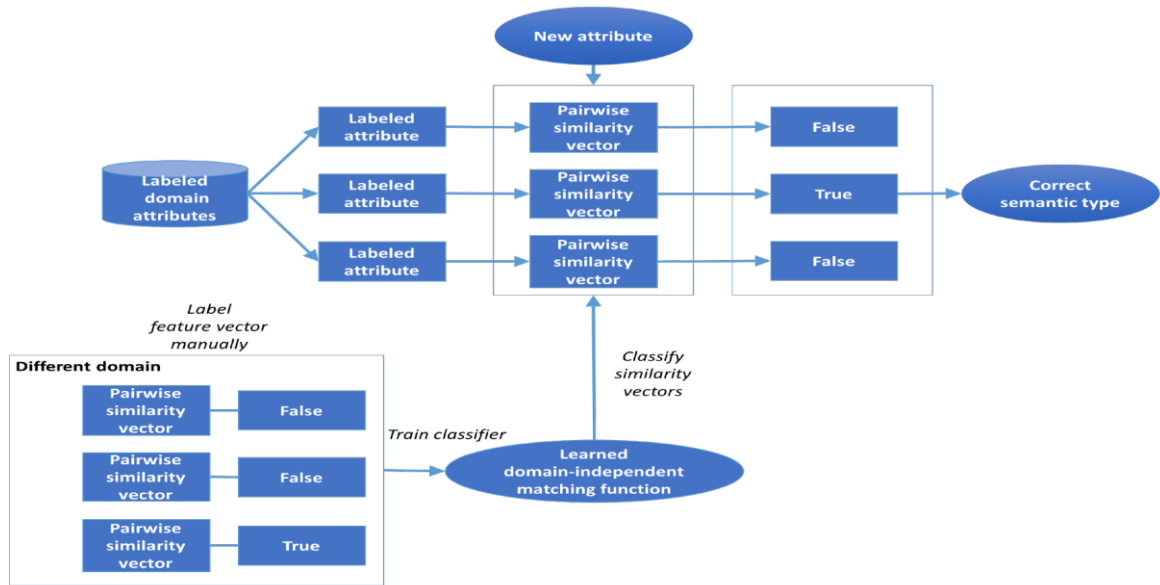 New attribute
Labeled
attribute
Pairwise
similarity
vector
False
Labeled
domain
attributes
Labeled
attribute
Pairwise
similarity
vector
True
Correct
semantic type
Labeled
attribute
Pairwise
similarity
vector
False
Label
feature vector
manually
Classify
similarity
vectors
Different domain
Pairwise
similarity
vector
False
Train classifier
Pairwise
similarity
vector
False
Learned
domain-independent
matching function
Pairwise
similarity
vector
True